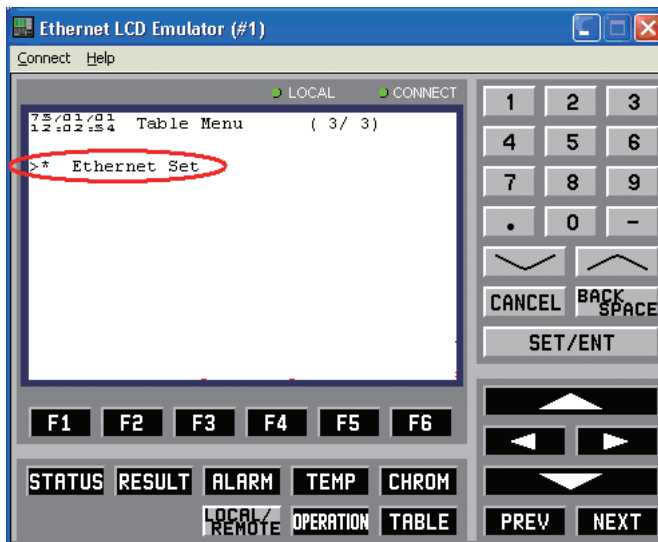 Ethernet LCD Emulator (#1)
Connect Help
LOCAL CONNECT
75/01/01
12:02:54 Table Menu ( 3/ 3)
>* Ethernet Set
1 2 3
4 5 6
7 8 9
. 0 -
CANCEL BACK SPACE
SET/ENT
F1 F2 F3 F4 F5 F6
STATUS RESULT ALARM TEMP CHROM
LOCAL/ REMOTE OPERATION TABLE
PREV NEXT